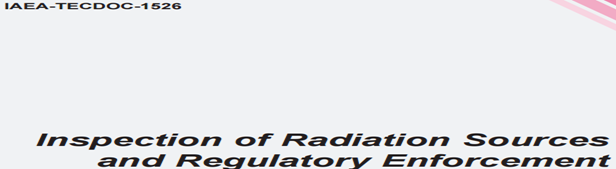 IAEA-TECDOC-1526
Inspection of Radiation Sources
and Regulatory Enforcement